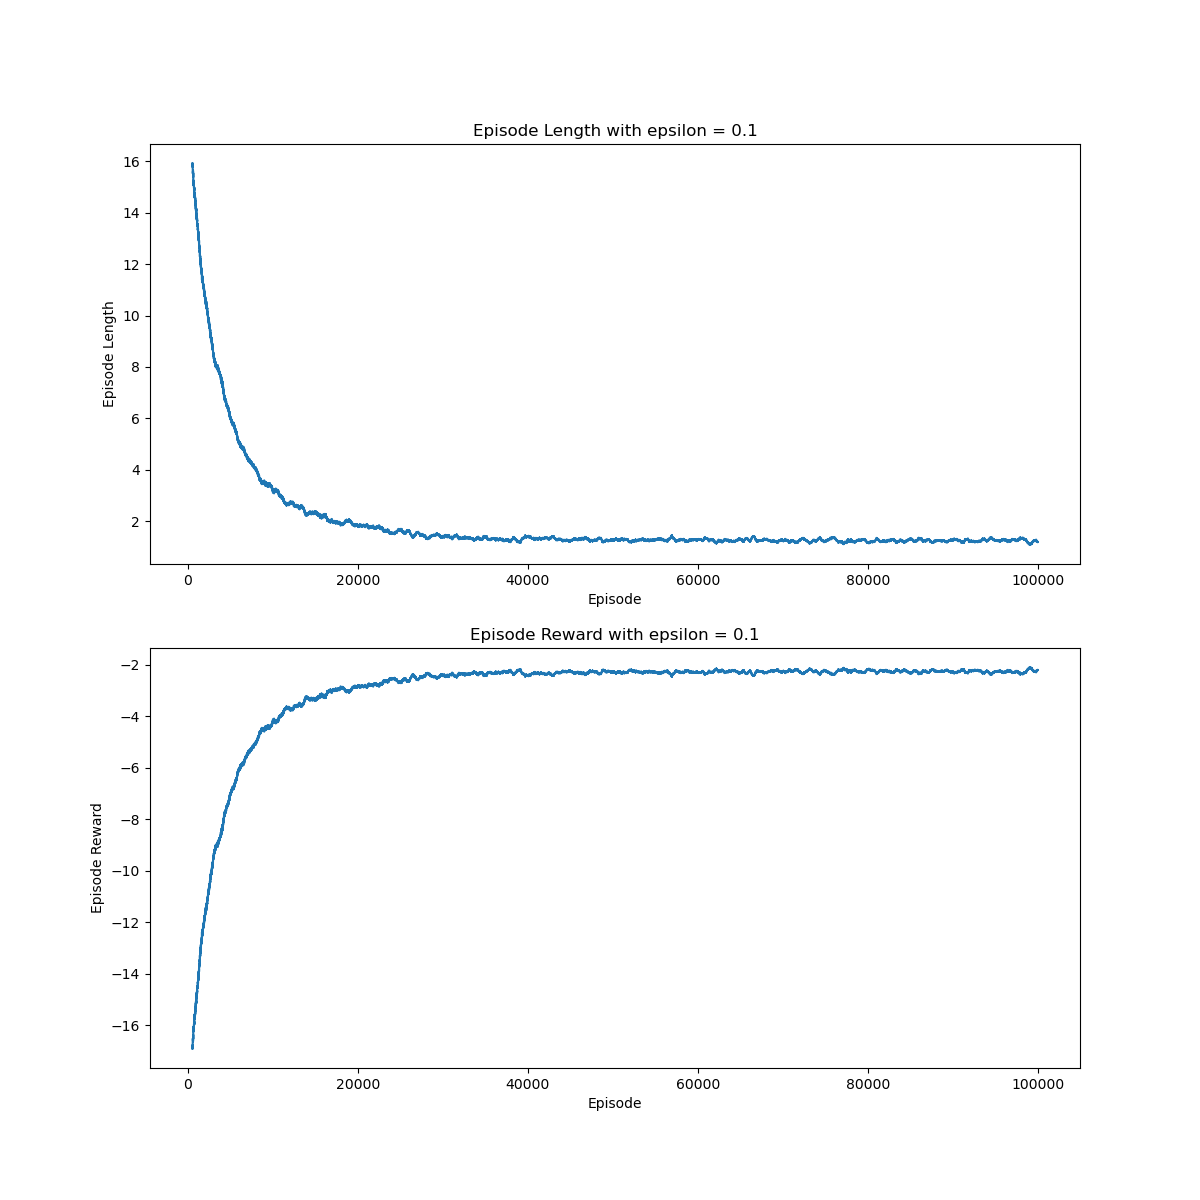 Episode Length with epsilon = 0.1
16
14
12
10
8
6
4
2
Episode Length
0 20000 40000 60000 80000 100000
Episode
Episode Reward with epsilon = 0.1
−2
−4
−6
−8
−10
−12
−14
−16
Episode Reward
0 20000 40000 60000 80000 100000
Episode